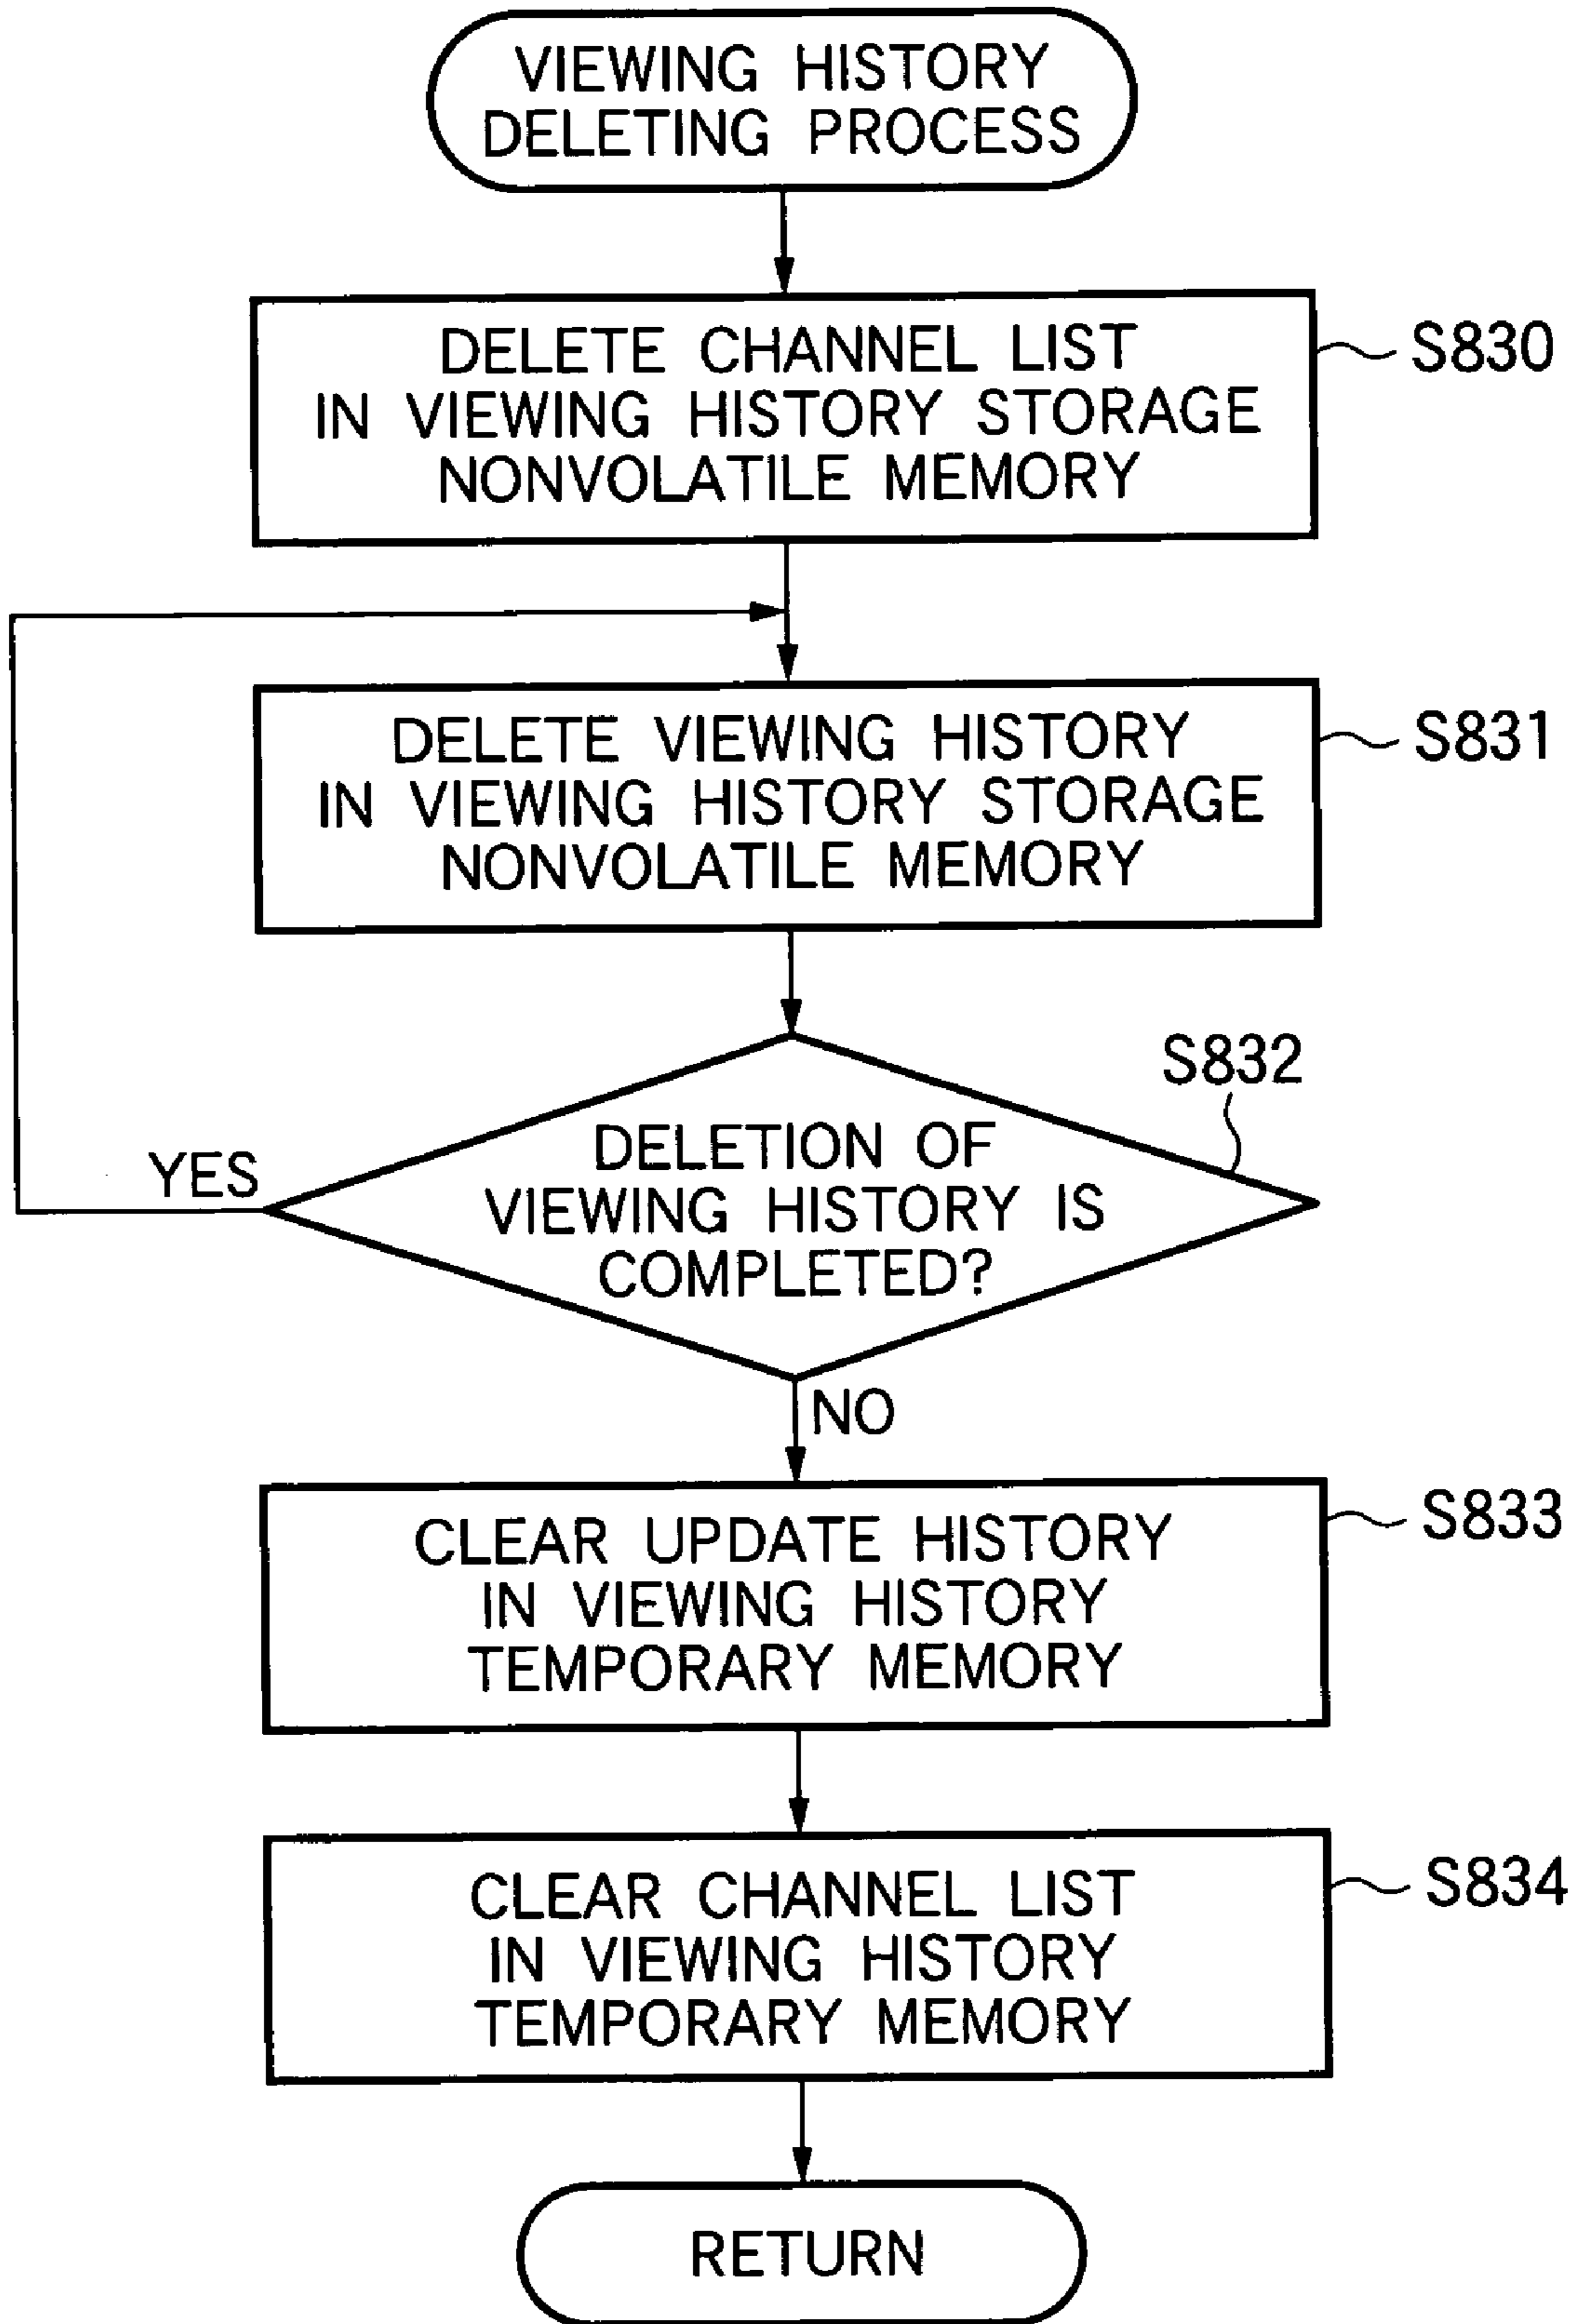 VIEWING HISTORY
DELETING PROCESS
DELETE CHANNEL LIST
IN VIEWING HISTORY STORAGE
NONVOLATILE MEMORY
S830
DELETE VIEWING HISTORY
IN VIEWING HISTORY STORAGE
NONVOLATILE MEMORY
S831
S832
DELETION OF
VIEWING HISTORY IS
COMPLETED?
YES
NO
CLEAR UPDATE HISTORY
IN VIEWING HISTORY
TEMPORARY MEMORY
S833
CLEAR CHANNEL LIST
IN VIEWING HISTORY
TEMPORARY MEMORY
S834
RETURN